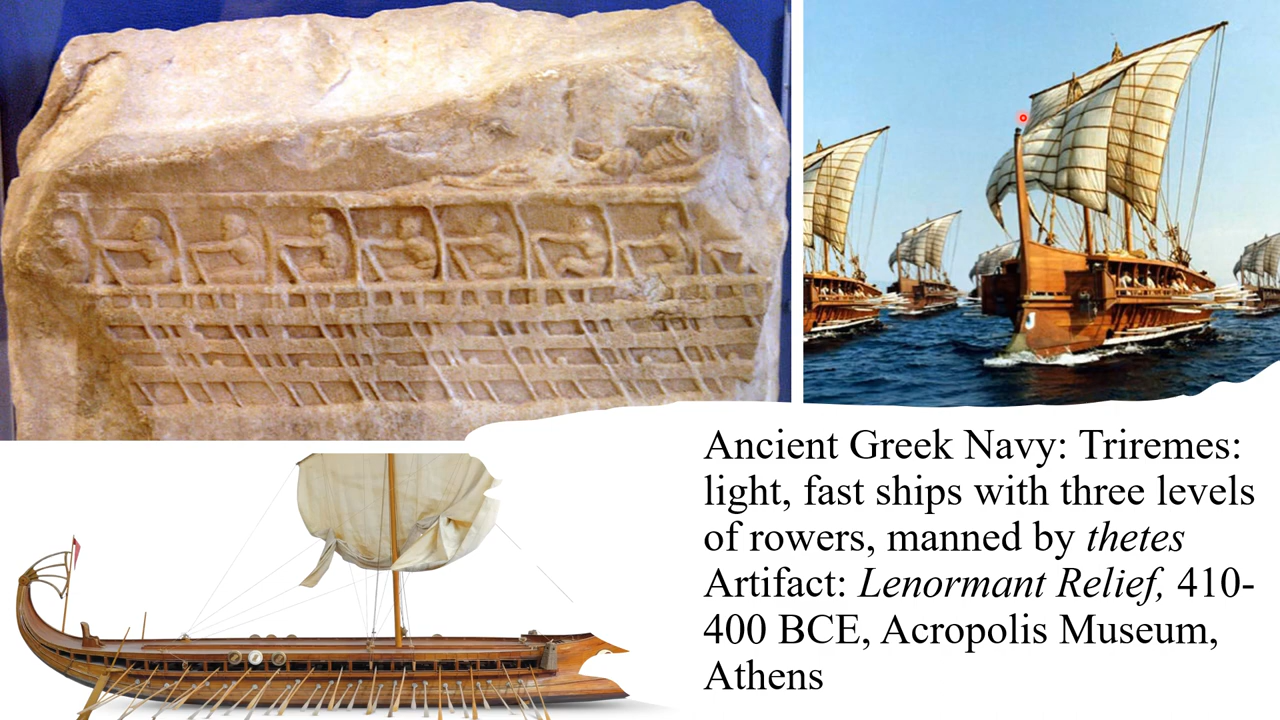 Ancient Greek Navy: Triremes:
light, fast ships with three levels
of rowers, manned by thetes
Artifact: Lenormant Relief, 410-
400 BCE, Acropolis Museum,
Athens